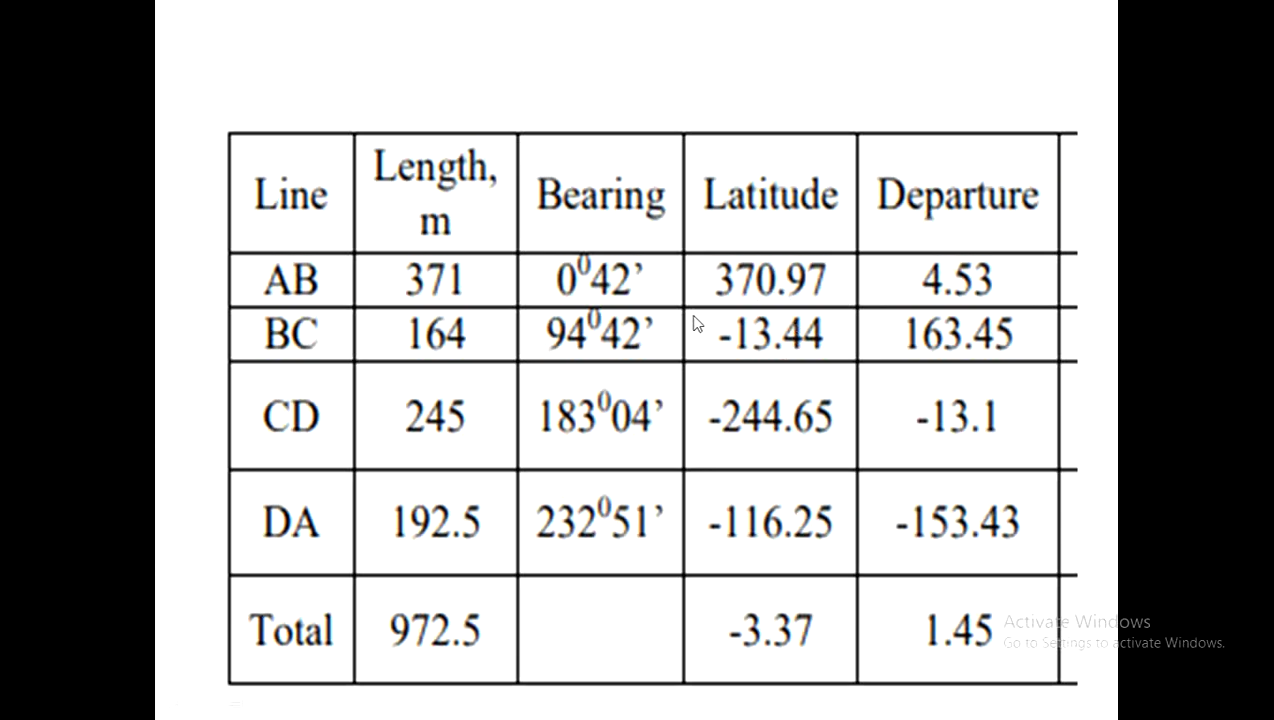 Line Length, m Bearing Latitude Departure
AB 371 0⁰42’ 370.97 4.53
BC 164 94⁰42’ -13.44 163.45
CD 245 183⁰04’ -244.65 -13.1
DA 192.5 232⁰51’ -116.25 -153.43
Total 972.5 -3.37 1.45
Activate Windows
Go to Settings to activate Windows.